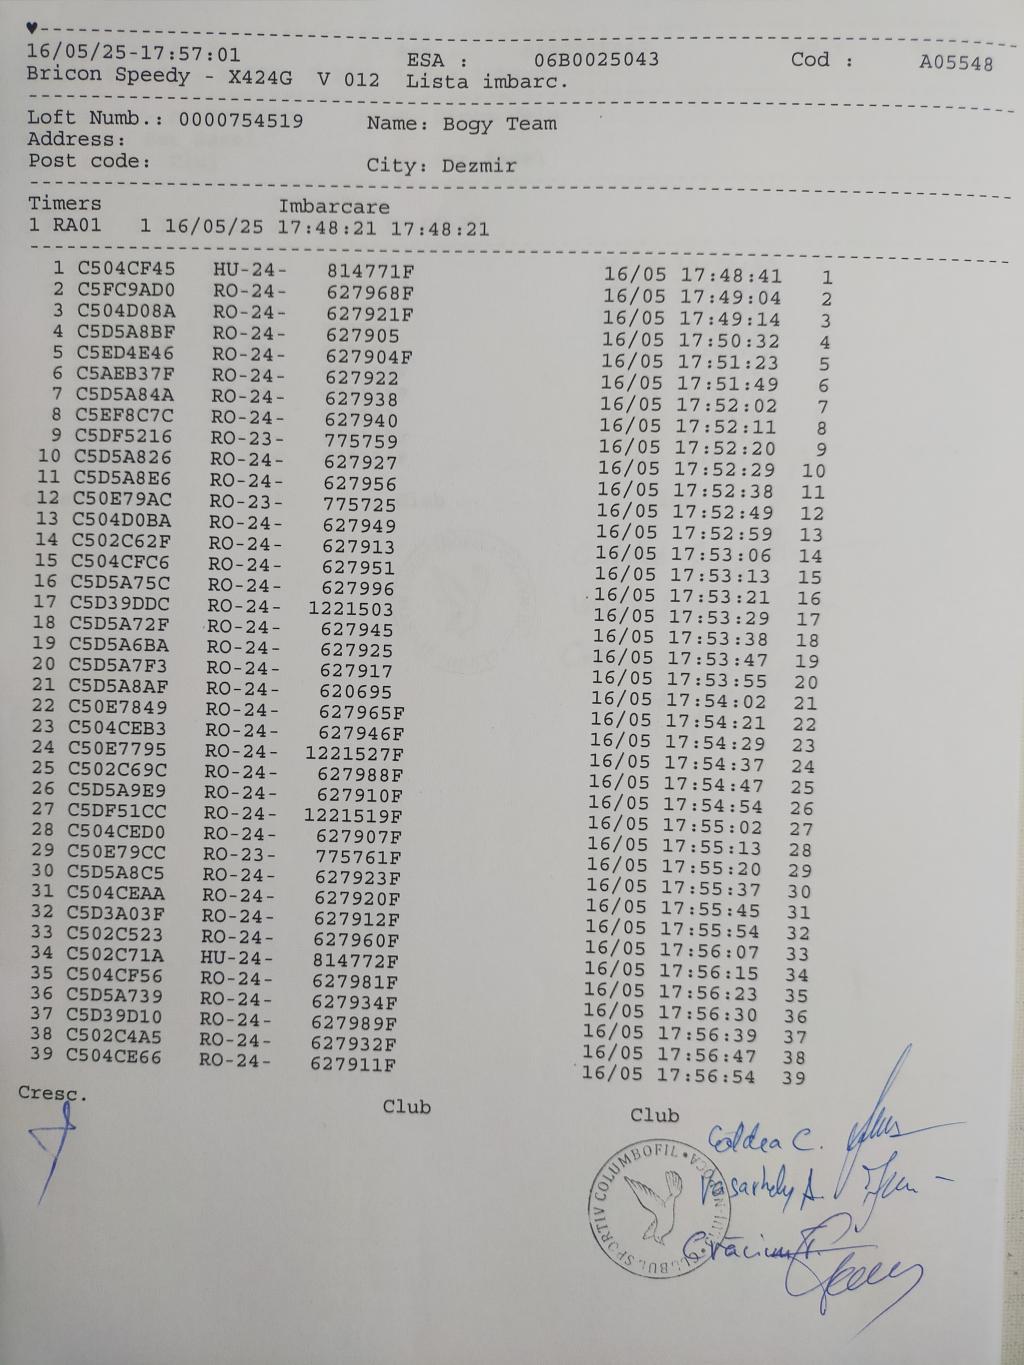 ♥
16/05/25-17:57:01 ESA : 06B0025043 Cod : A05548
Bricon Speedy - X424G V 012 Lista imbarc.
Loft Numb.: 0000754519 Name: Bogy Team
Address:
Post code: City: Dezmir
Timers Imbarcare
1 RA01 1 16/05/25 17:48:21 17:48:21
1 C504CF45 HU-24- 814771F 16/05 17:48:41 1
2 C5FC9AD0 RO-24- 627968F 16/05 17:49:04 2
3 C504D08A RO-24- 627921F 16/05 17:49:14 3
4 C5D5A8BF RO-24- 627905 16/05 17:50:32 4
5 C5ED4E46 RO-24- 627904F 16/05 17:51:23 5
6 C5AEB37F RO-24- 627922 16/05 17:51:49 6
7 C5D5A84A RO-24- 627938 16/05 17:52:02 7
8 C5EF8C7C RO-24- 627940 16/05 17:52:11 8
9 C5DF5216 RO-23- 775759 16/05 17:52:20 9
10 C5D5A826 RO-24- 627927 16/05 17:52:29 10
11 C5D5A8E6 RO-24- 627956 16/05 17:52:38 11
12 C50E79AC RO-23- 775725 16/05 17:52:49 12
13 C504D0BA RO-24- 627949 16/05 17:52:59 13
14 C502C62F RO-24- 627913 16/05 17:53:06 14
15 C504CFC6 RO-24- 627951 16/05 17:53:13 15
16 C5D5A75C RO-24- 627996 16/05 17:53:21 16
17 C5D39DDC RO-24- 1221503 16/05 17:53:29 17
18 C5D5A72F RO-24- 627945 16/05 17:53:38 18
19 C5D5A6BA RO-24- 627925 16/05 17:53:47 19
20 C5D5A7F3 RO-24- 627917 16/05 17:53:55 20
21 C5D5A8AF RO-24- 620695 16/05 17:54:02 21
22 C50E7849 RO-24- 627965F 16/05 17:54:21 22
23 C504CEB3 RO-24- 627946F 16/05 17:54:29 23
24 C50E7795 RO-24- 1221527F 16/05 17:54:37 24
25 C502C69C RO-24- 627988F 16/05 17:54:47 25
26 C5D5A9E9 RO-24- 627910F 16/05 17:54:54 26
27 C5DF51CC RO-24- 1221519F 16/05 17:55:02 27
28 C504CED0 RO-24- 627907F 16/05 17:55:13 28
29 C50E79CC RO-23- 775761F 16/05 17:55:20 29
30 C5D5A8C5 RO-24- 627923F 16/05 17:55:37 30
31 C504CEAA RO-24- 627920F 16/05 17:55:45 31
32 C5D3A03F RO-24- 627912F 16/05 17:55:54 32
33 C502C523 RO-24- 627960F 16/05 17:56:07 33
34 C502C71A HU-24- 814772F 16/05 17:56:15 34
35 C504CF56 RO-24- 627981F 16/05 17:56:23 35
36 C5D5A739 RO-24- 627934F 16/05 17:56:30 36
37 C5D39D10 RO-24- 627989F 16/05 17:56:39 37
38 C502C4A5 RO-24- 627932F 16/05 17:56:47 38
39 C504CE66 RO-24- 627911F 16/05 17:56:54 39
Cresc. Club Club
Goldea C.
CLUBUL SPORTIV COLUMBOFIL